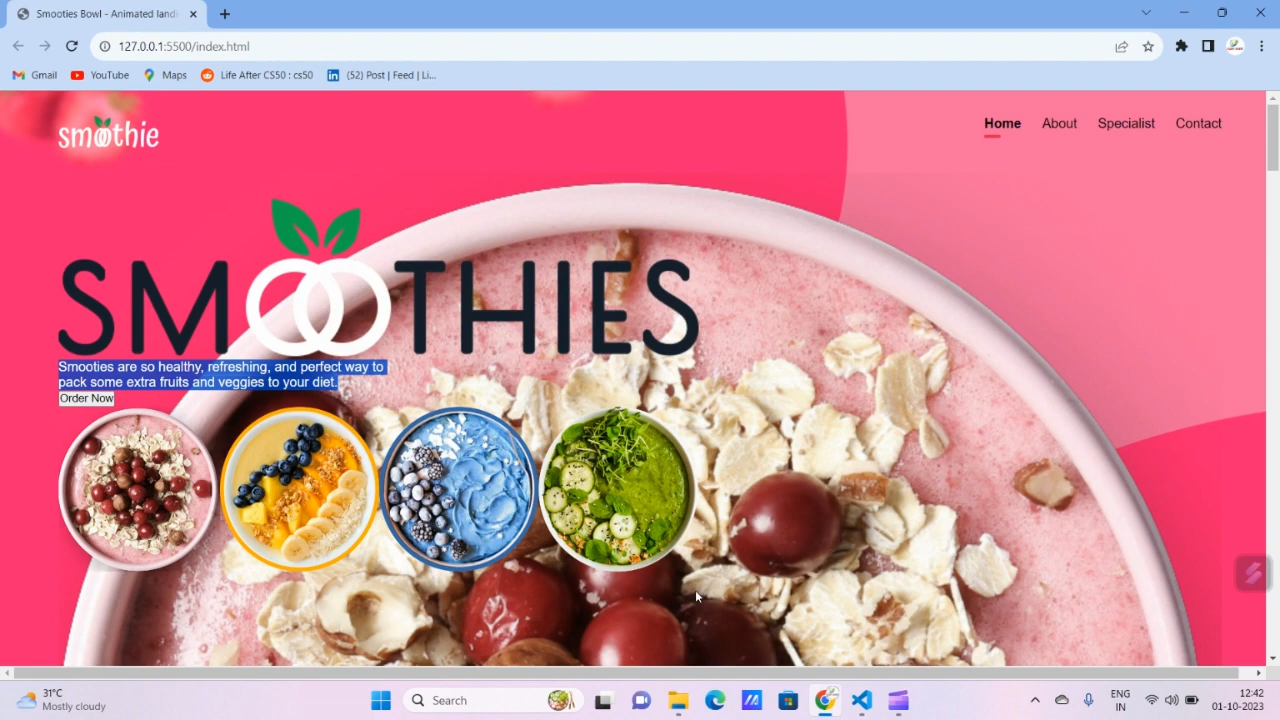 Smooties Bowl - Animated landi
127.0.0.1:5500/index.html
Gmail
YouTube
Maps
Life After CS50 : cs50
(52) Post | Feed | Li...
smoothie
Home
About
Specialist
Contact
SMOOTHIES
Smooties are so healthy, refreshing, and perfect way to
pack some extra fruits and veggies to your diet.
Order Now
31°C
Mostly cloudy
Search
ENG
IN
12:42
01-10-2023